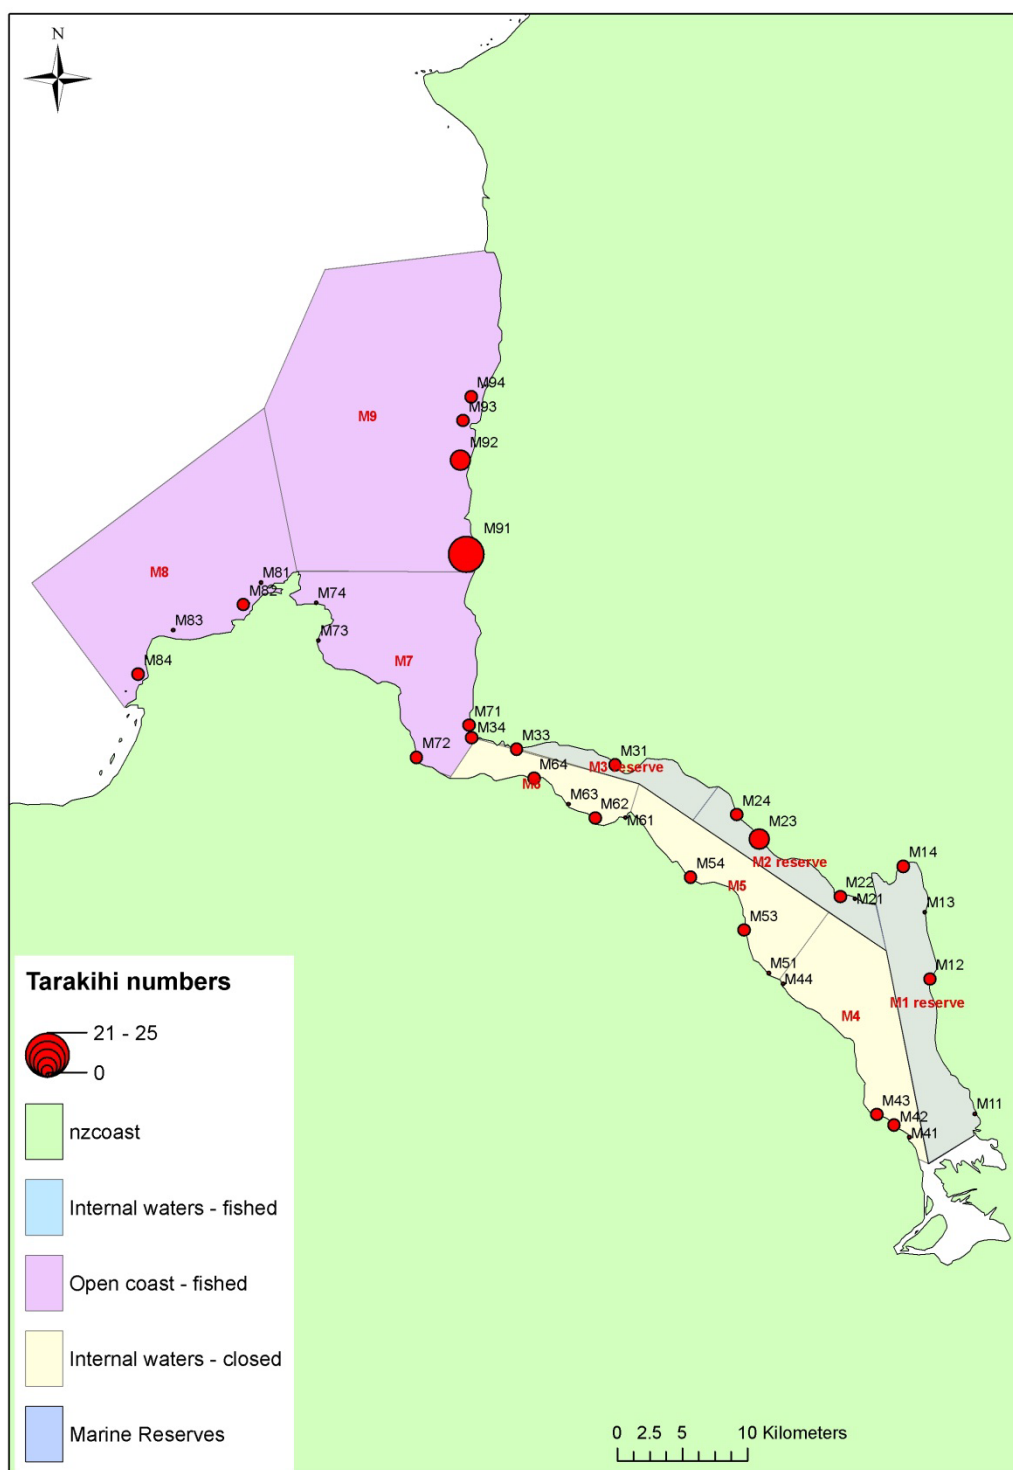 N
M94
M93
M9
M92
M91
M8
M81
M82
M74
M83
M73
M7
M84
M71
M34
M33
M72
M31
M64
M3 reserve
M6
M63
M62
M61
M24
M23
M2 reserve
M14
M54
M5
M22
M21
M13
M53
M51
M44
M12
M1 reserve
M4
M43
M42
M41
M11
Tarakihi numbers
21 - 25
0
nzcoast
Internal waters - fished
Open coast - fished
Internal waters - closed
Marine Reserves
0 2.5 5 10 Kilometers